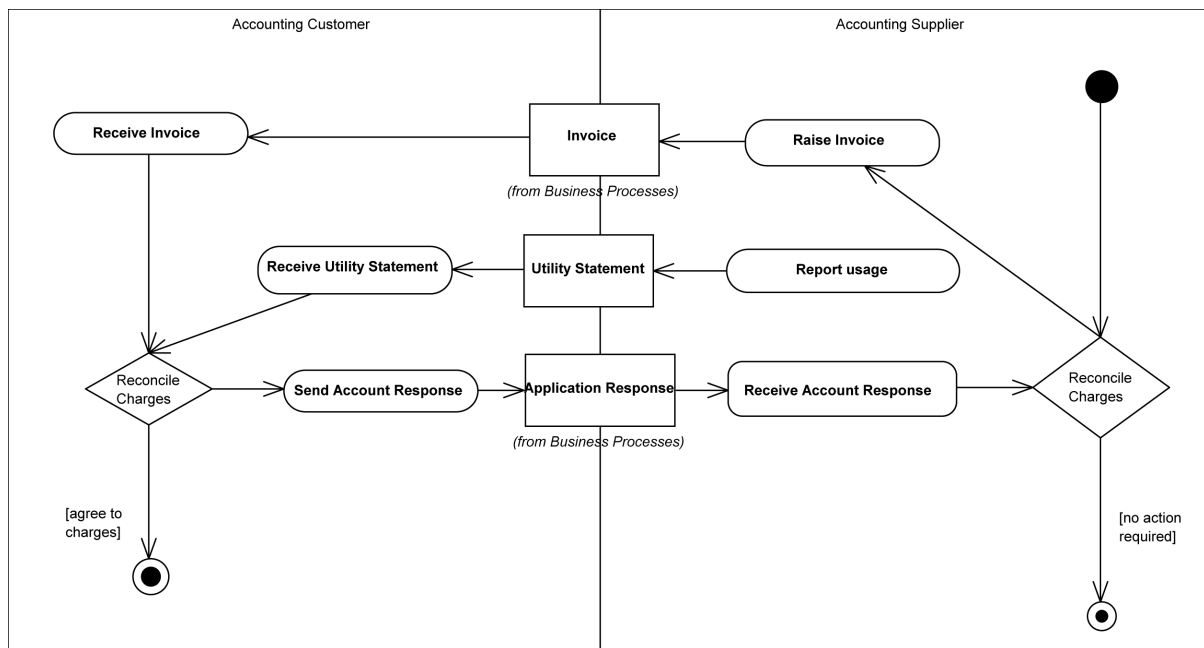 Accounting Customer
Accounting Supplier
Receive Invoice
Invoice
Raise Invoice
(from Business Processes)
Receive Utility Statement
Utility Statement
Report usage
Reconcile
Charges
Send Account Response
Application Response
Receive Account Response
Reconcile
Charges
(from Business Processes)
[agree to
charges]
[no action
required]